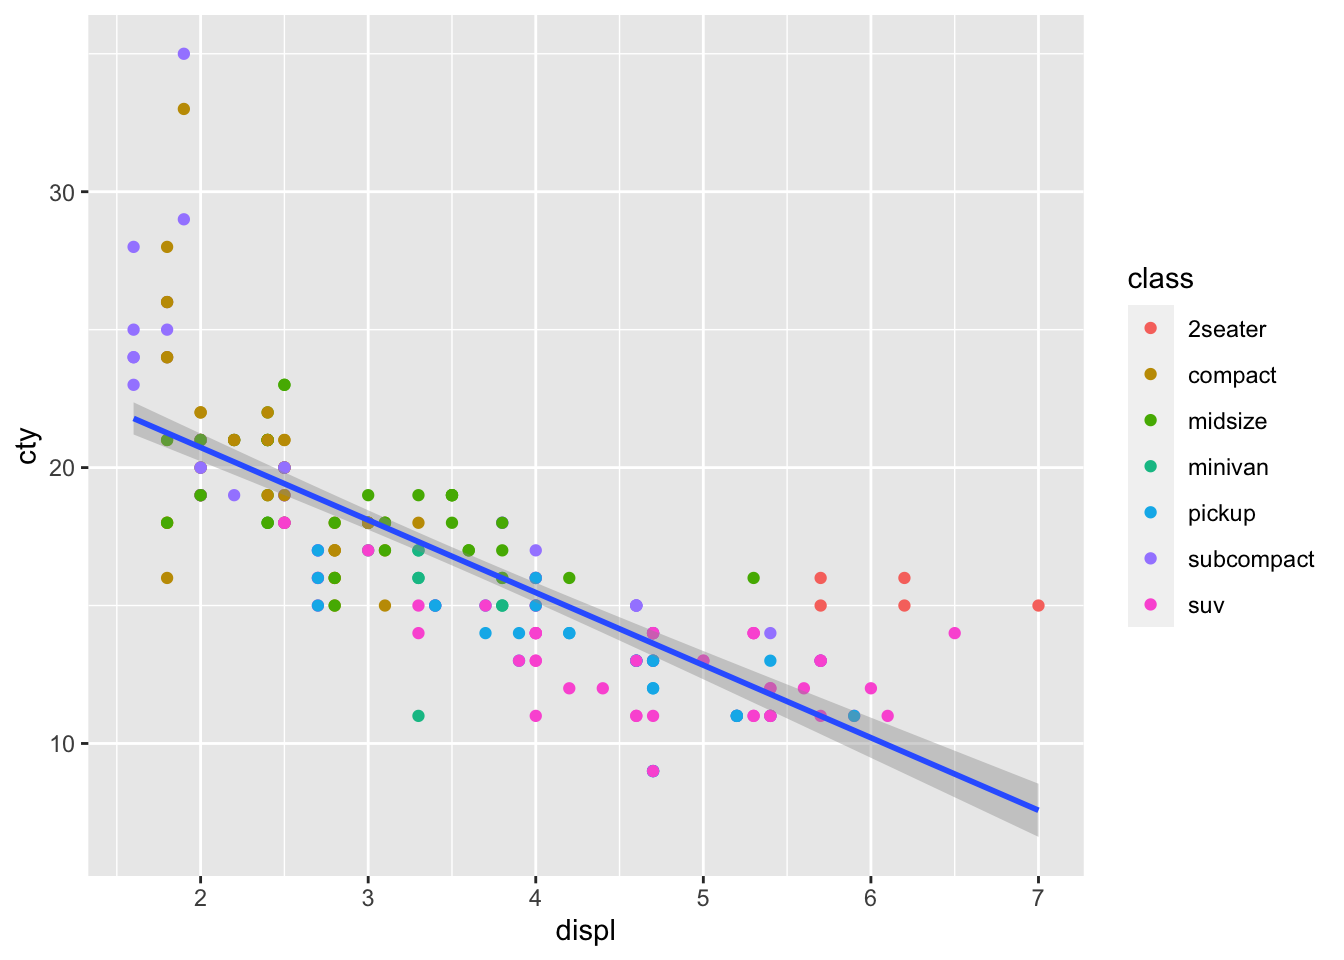 30
20
10
cty
2
3
4
5
6
7
displ
class
2seater
compact
midsize
minivan
pickup
subcompact
suv